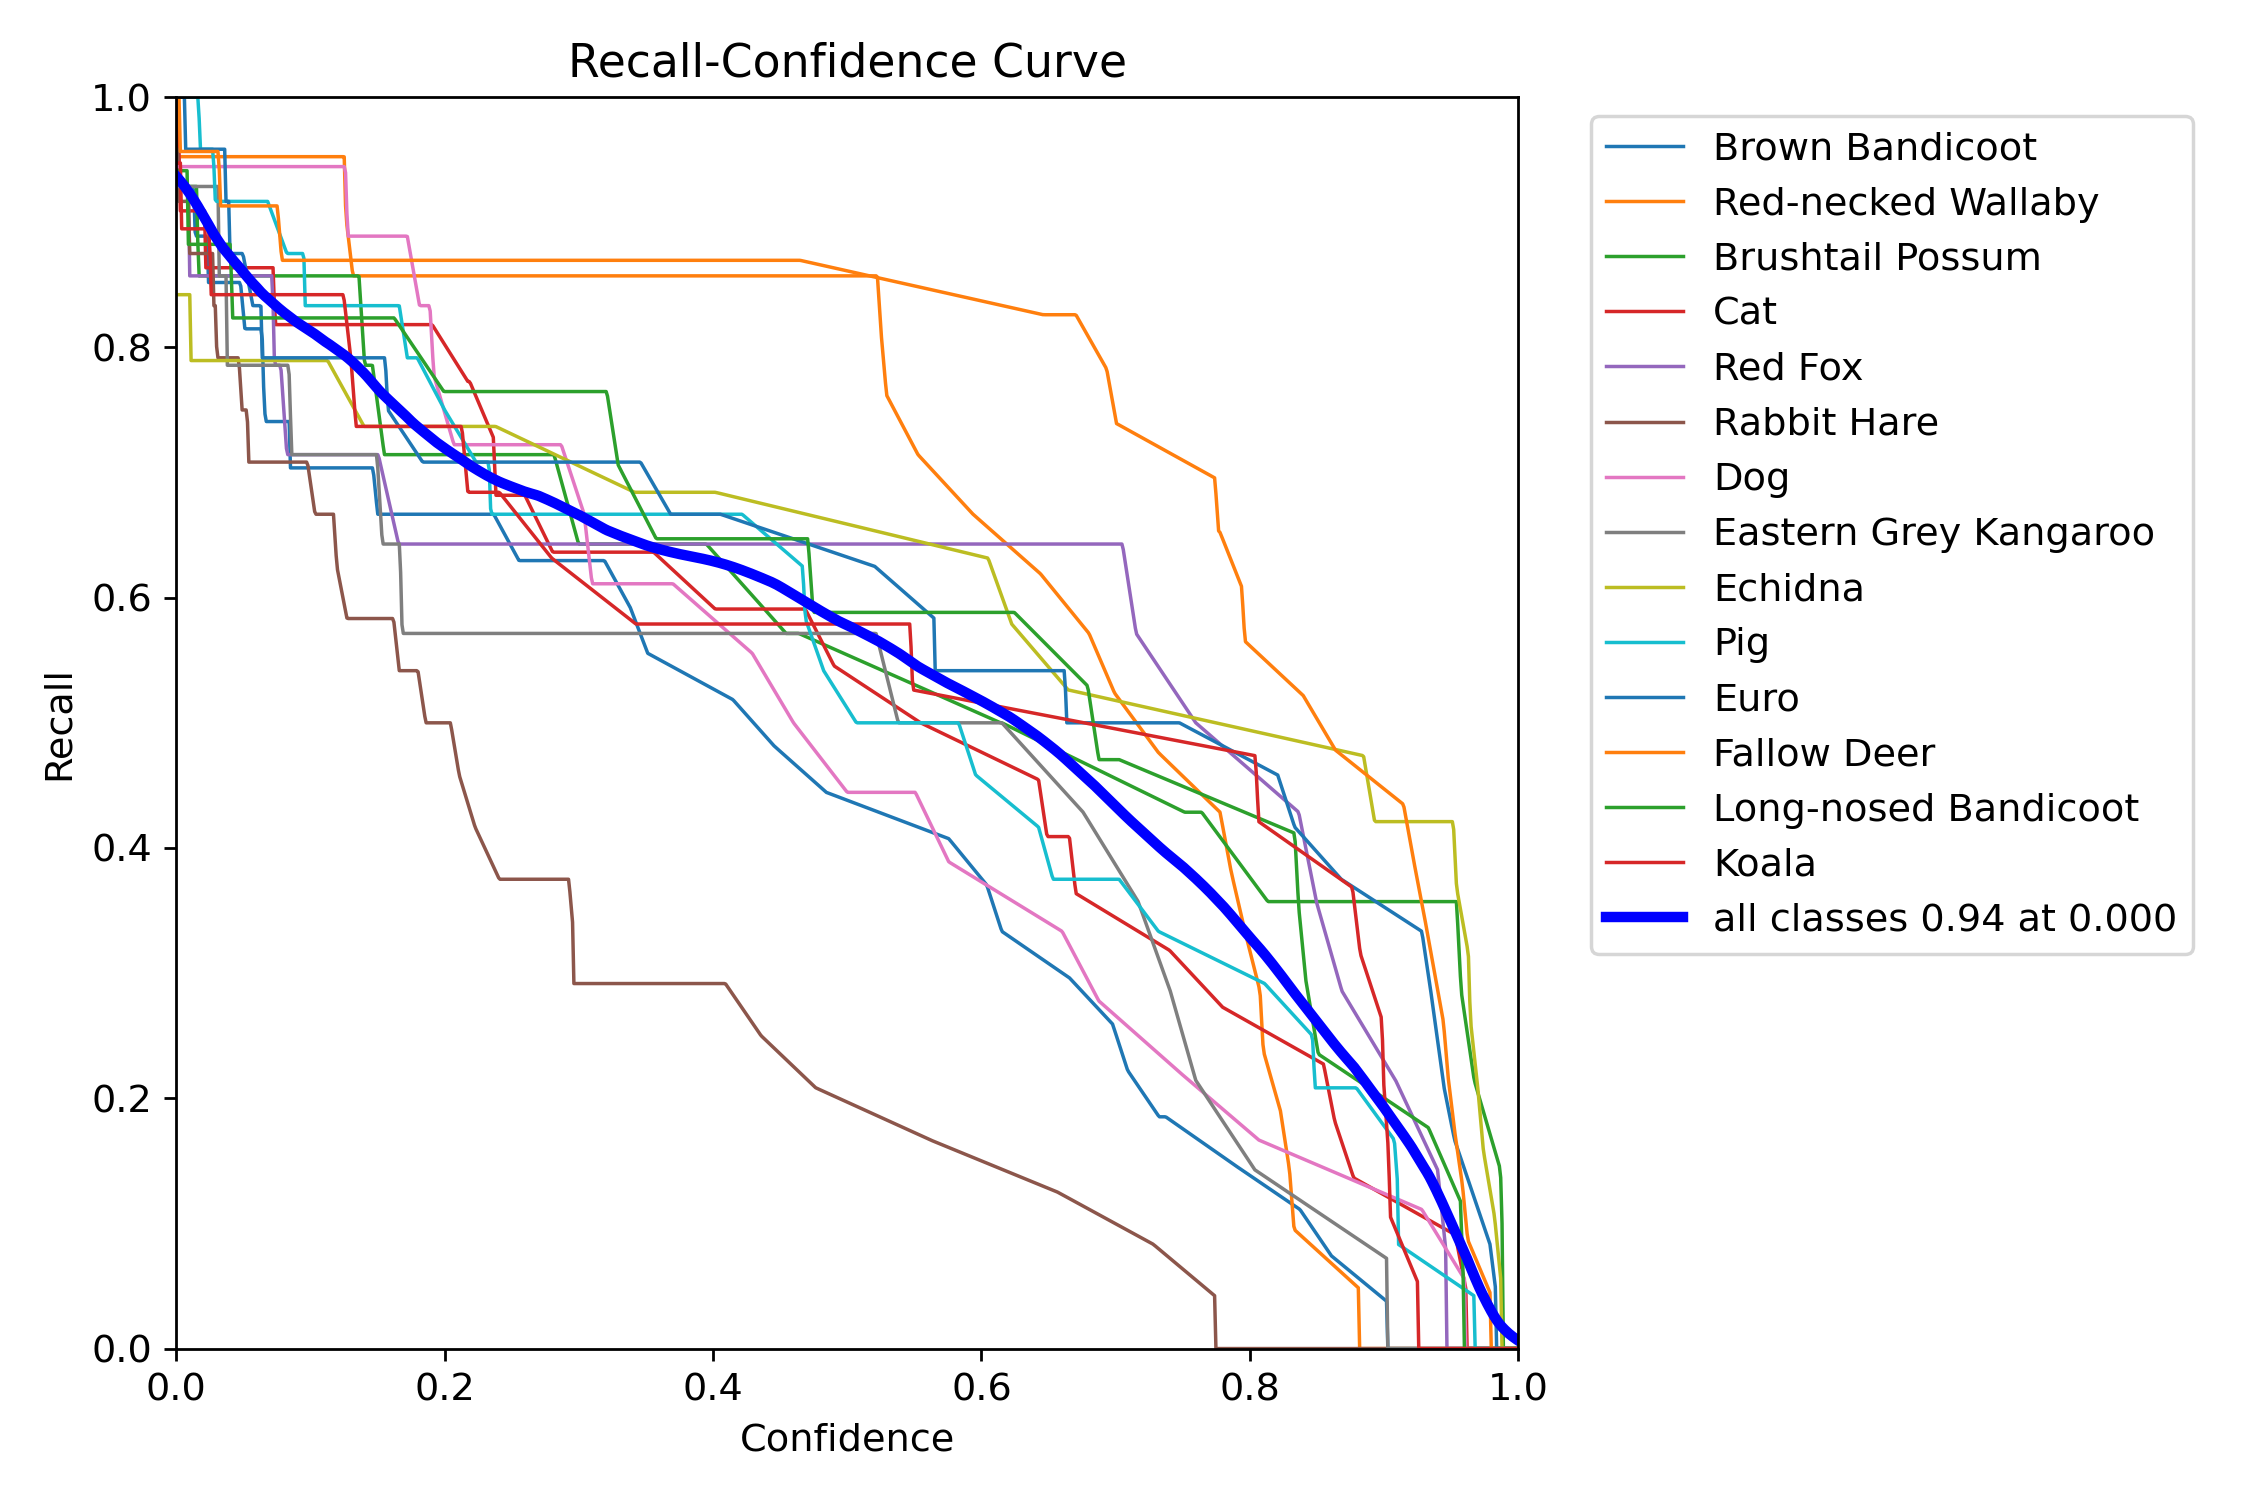 Recall-Confidence Curve
1.0
0.8
0.6
0.4
0.2
0.0
Recall
0.0 0.2 0.4 0.6 0.8 1.0
Confidence
Brown Bandicoot
Red-necked Wallaby
Brushtail Possum
Cat
Red Fox
Rabbit Hare
Dog
Eastern Grey Kangaroo
Echidna
Pig
Euro
Fallow Deer
Long-nosed Bandicoot
Koala
all classes 0.94 at 0.000